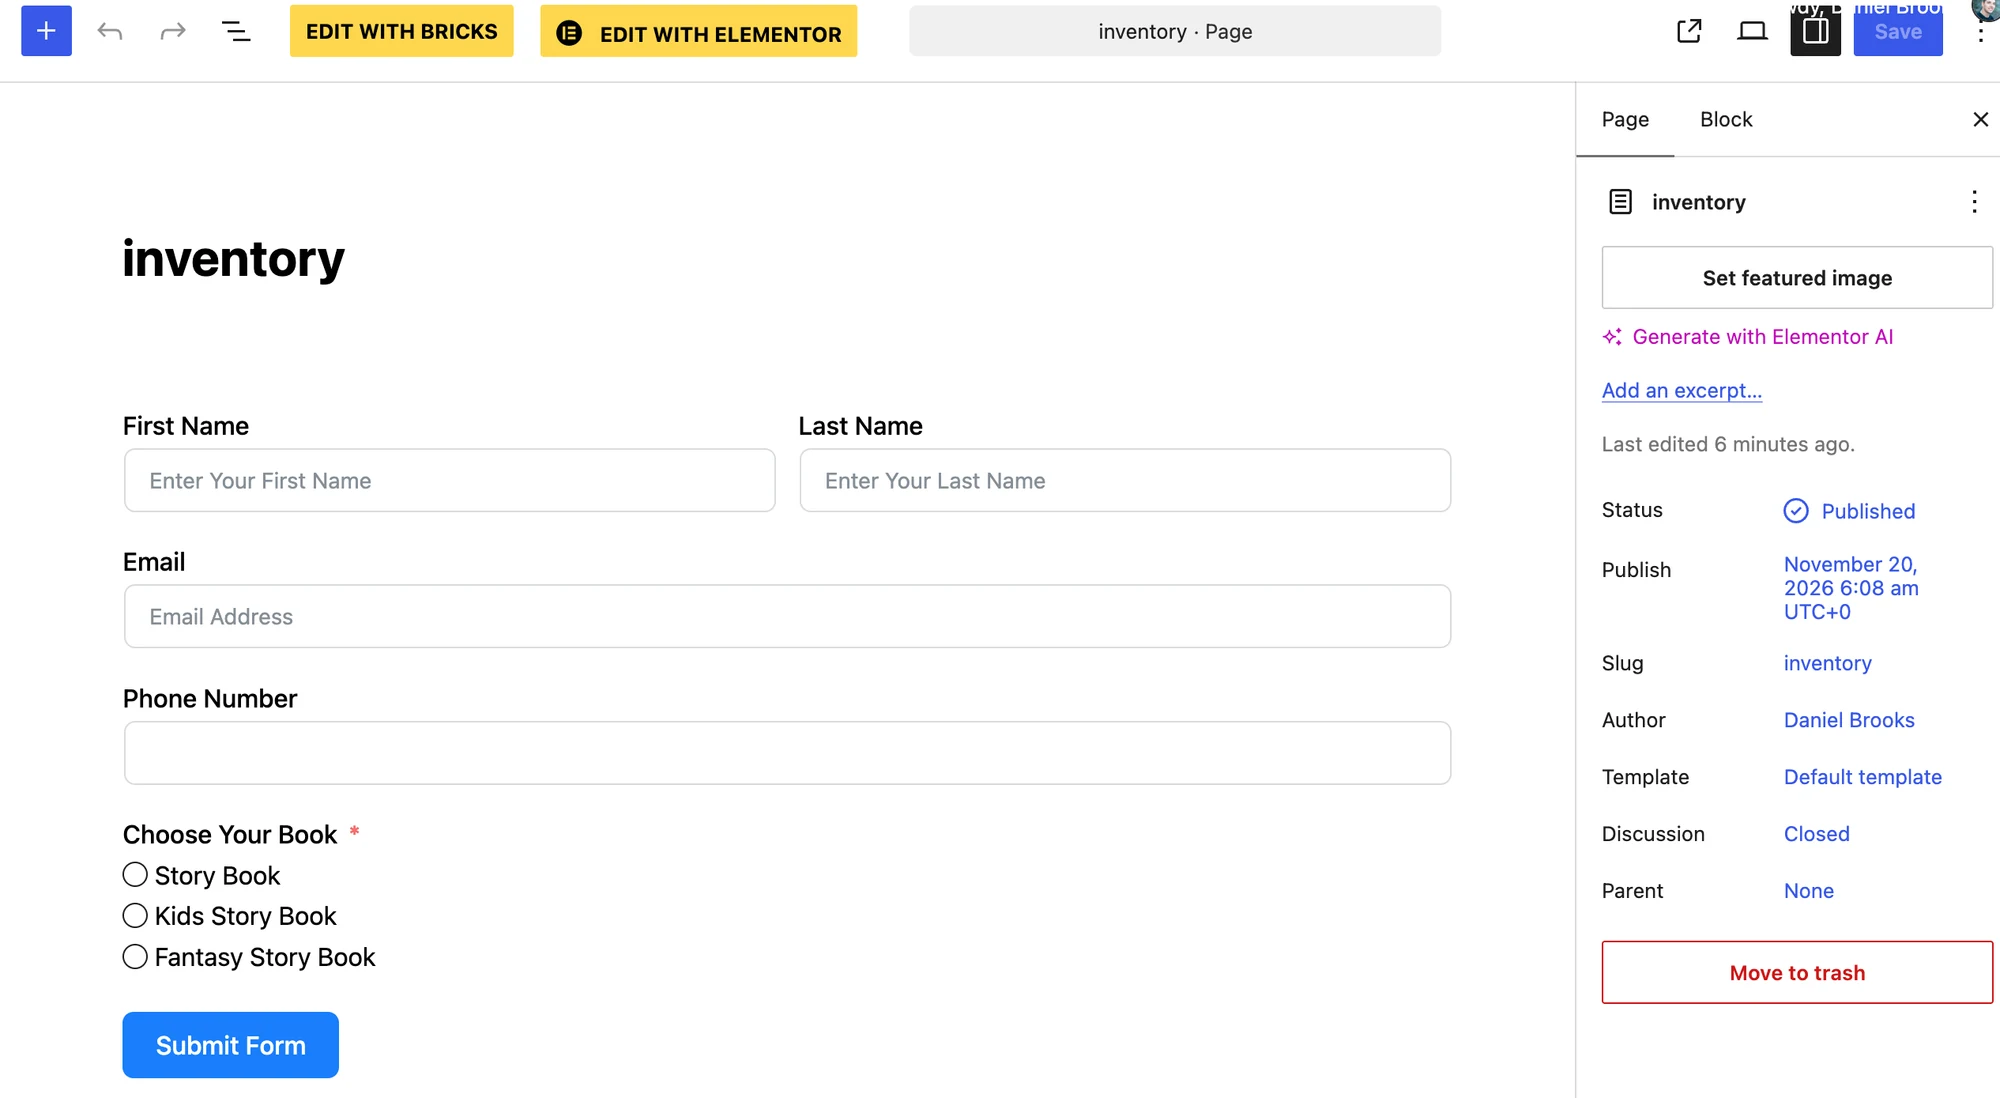 EDIT WITH BRICKS
EDIT WITH ELEMENTOR
inventory · Page
Save
Page
Block
inventory
Set featured image
Generate with Elementor AI
Add an excerpt...
Last edited 6 minutes ago.
Status
Published
Publish
November 20,
2026 6:08 am
UTC+0
Slug
inventory
Author
Daniel Brooks
Template
Default template
Discussion
Closed
Parent
None
Move to trash
inventory
First Name
Last Name
Enter Your First Name
Enter Your Last Name
Email
Email Address
Phone Number
Choose Your Book *
Story Book
Kids Story Book
Fantasy Story Book
Submit Form